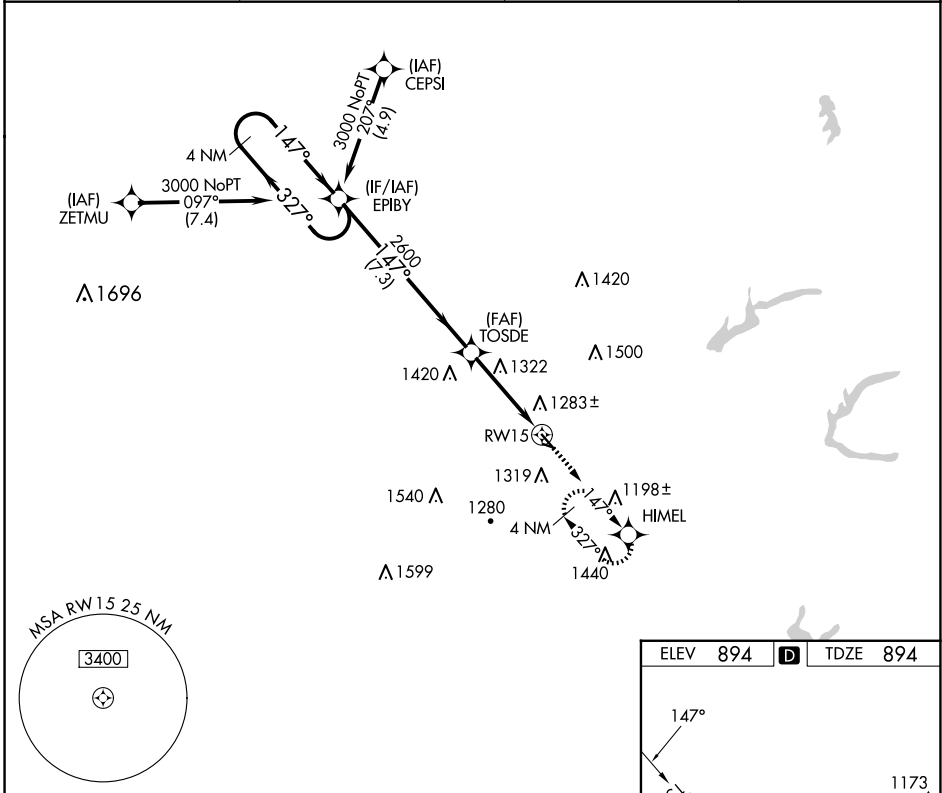 (IAF)
CEPSI
3000 NoPT
207°
(4.9)
4 NM
147°
327°
(IAF)
ZETMU
3000 NoPT
097°
(7.4)
(IF/IAF)
EPIBY
1696
2600
147°
(7.3)
1420
(FAF)
TOSDE
1500
1420
1322
1283±
RW15
1319
1540
1280
1198±
147°
HIMEL
4 NM
327°
1440
1599
MSA RW15 25 NM
3400
ELEV 894 D TDZE 894
147°
1173